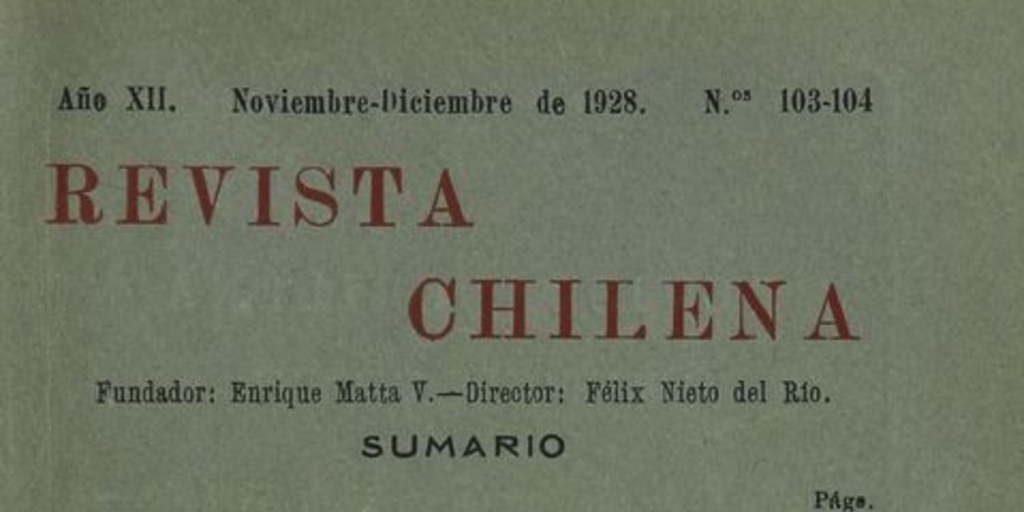 Año XII. Noviembre-Diciembre de 1928. N.os 103-104
REVISTA
CHILENA
Fundador: Enrique Matta V.—Director: Félix Nieto del Río.
SUMARIO
Págs.